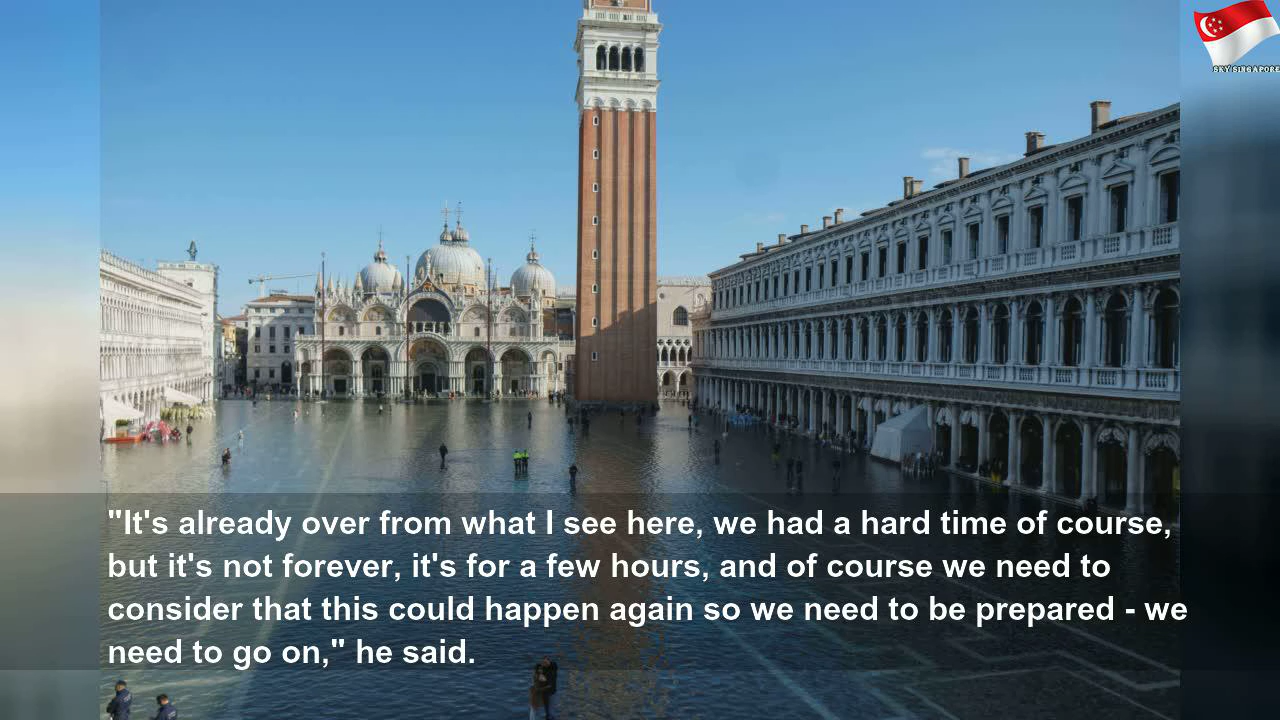 SKY SINGAPORE
"It's already over from what I see here, we had a hard time of course,
but it's not forever, it's for a few hours, and of course we need to
consider that this could happen again so we need to be prepared - we
need to go on," he said.